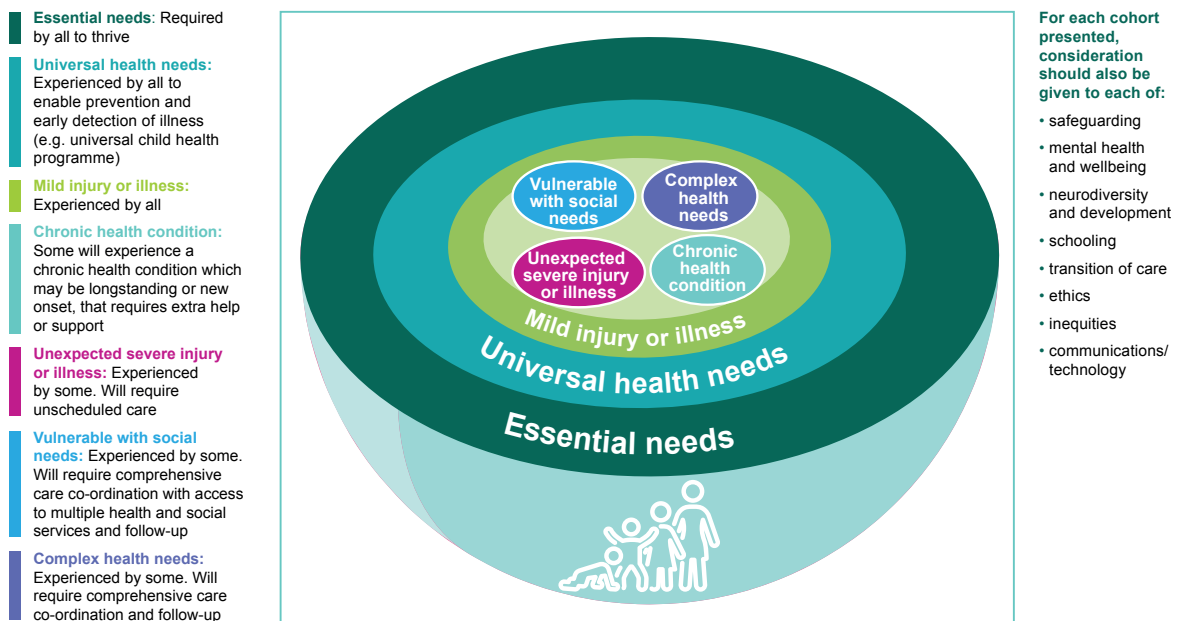 Essential needs: Required
by all to thrive
Universal health needs:
Experienced by all to
enable prevention and
early detection of illness
(e.g. universal child health
programme)
Mild injury or illness:
Experienced by all
Chronic health condition:
Some will experience a
chronic health condition which
may be longstanding or new
onset, that requires extra help
or support
Unexpected severe injury
or illness: Experienced
by some. Will require
unscheduled care
Vulnerable with social
needs: Experienced by some.
Will require comprehensive
care co-ordination with access
to multiple health and social
services and follow-up
Complex health needs:
Experienced by some. Will
require comprehensive care
co-ordination and follow-up
Vulnerable
with social
needs
Complex
health
needs
Unexpected
severe injury
or illness
Chronic
health
condition
Mild injury or illness
Universal health needs
Essential needs
For each cohort
presented,
consideration
should also be
given to each of:
• safeguarding
• mental health
and wellbeing
• neurodiversity
and development
• schooling
• transition of care
• ethics
• inequities
• communications/
technology